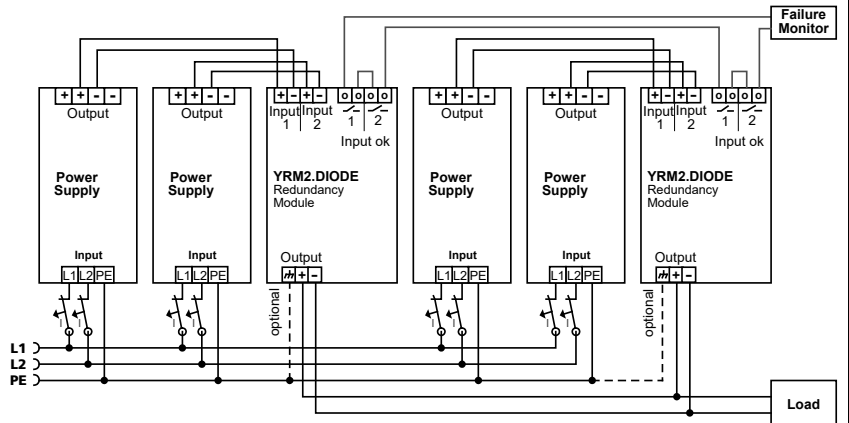 Failure
Monitor
+ + - -
Output
Power
Supply
Input
L1 L2 PE
+ + - -
Output
Power
Supply
Input
L1 L2 PE
+ - + -
Input Input
1 2
o o o o
1 2
Input ok
YRM2.DIODE
Redundancy
Module
Output
+ -
optional
+ + - -
Output
Power
Supply
Input
L1 L2 PE
+ + - -
Output
Power
Supply
Input
L1 L2 PE
+ - + -
Input Input
1 2
o o o o
1 2
Input ok
YRM2.DIODE
Redundancy
Module
Output
+ -
optional
L1
L2
PE
Load